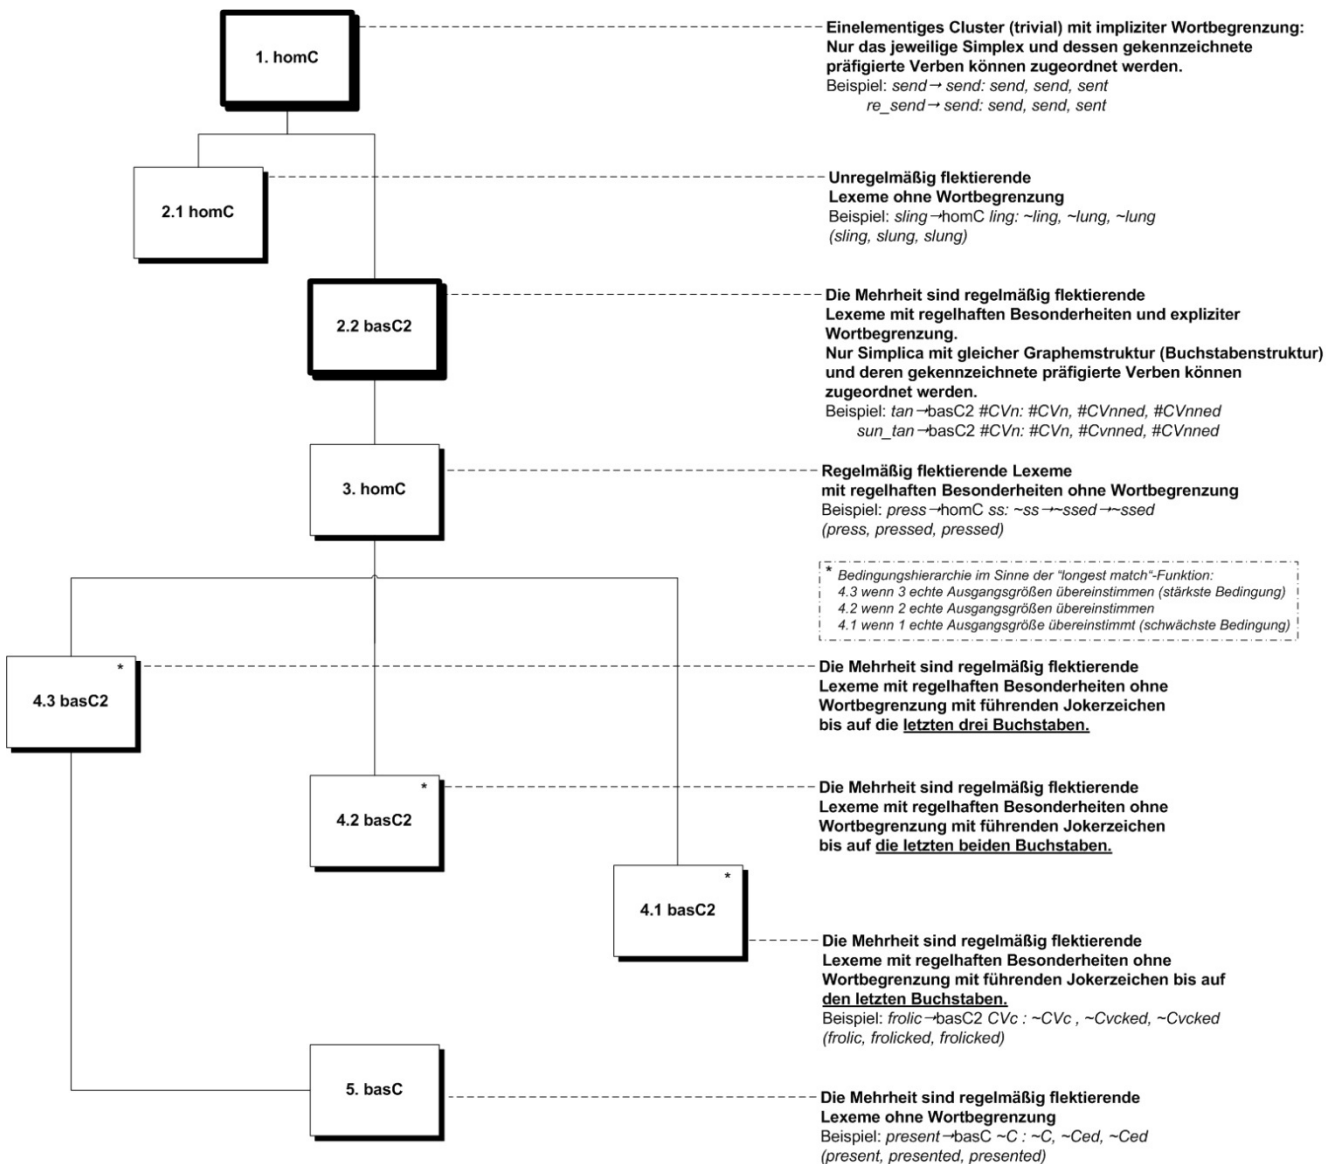 1. homC
Einelementiges Cluster (trivial) mit impliziter Wortbegrenzung:
Nur das jeweilige Simplex und dessen gekennzeichnete
präfigierte Verben können zugeordnet werden.
Beispiel: send→ send: send, send, sent
re_send→ send: send, send, sent
2.1 homC
Unregelmäßig flektierende
Lexeme ohne Wortbegrenzung
Beispiel: sling→homC ling: ~ling, ~lung, ~lung
(sling, slung, slung)
2.2 basC2
Die Mehrheit sind regelmäßig flektierende
Lexeme mit regelhaften Besonderheiten und expliziter
Wortbegrenzung.
Nur Simplica mit gleicher Graphemstruktur (Buchstabenstruktur)
und deren gekennzeichnete präfigierte Verben können
zugeordnet werden.
Beispiel: tan→basC2 #CVn: #CVn, #CVnned, #CVnned
sun_tan→basC2 #CVn: #CVn, #Cvnned, #CVnned
3. homC
Regelmäßig flektierende Lexeme
mit regelhaften Besonderheiten ohne Wortbegrenzung
Beispiel: press→homC ss: ~ss→~ssed→~ssed
(press, pressed, pressed)
* Bedingungshierarchie im Sinne der "longest match"-Funktion:
4.3 wenn 3 echte Ausgangsgrößen übereinstimmen (stärkste Bedingung)
4.2 wenn 2 echte Ausgangsgrößen übereinstimmen
4.1 wenn 1 echte Ausgangsgröße übereinstimmt (schwächste Bedingung)
*
4.3 basC2
Die Mehrheit sind regelmäßig flektierende
Lexeme mit regelhaften Besonderheiten ohne
Wortbegrenzung mit führenden Jokerzeichen
bis auf die letzten drei Buchstaben.
*
4.2 basC2
Die Mehrheit sind regelmäßig flektierende
Lexeme mit regelhaften Besonderheiten ohne
Wortbegrenzung mit führenden Jokerzeichen
bis auf die letzten beiden Buchstaben.
*
4.1 basC2
Die Mehrheit sind regelmäßig flektierende
Lexeme mit regelhaften Besonderheiten ohne
Wortbegrenzung mit führenden Jokerzeichen bis auf
den letzten Buchstaben.
Beispiel: frolic→basC2 CVc : ~CVc , ~Cvcked, ~Cvcked
(frolic, frolicked, frolicked)
5. basC
Die Mehrheit sind regelmäßig flektierende
Lexeme ohne Wortbegrenzung
Beispiel: present→basC ~C : ~C, ~Ced, ~Ced
(present, presented, presented)